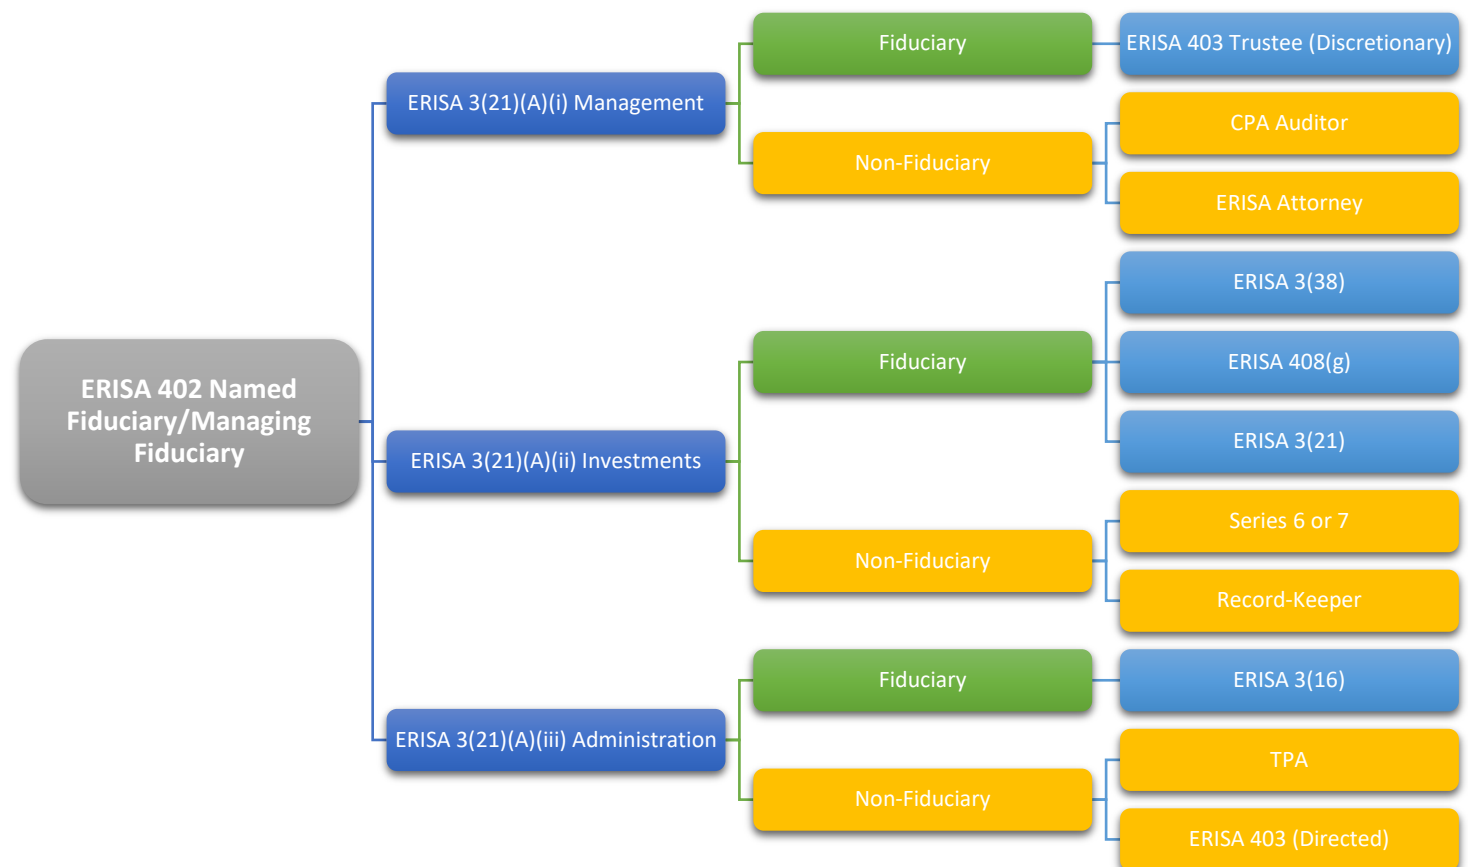 ERISA 402 Named
Fiduciary/Managing
Fiduciary
ERISA 3(21)(A)(i) Management
Fiduciary
ERISA 403 Trustee (Discretionary)
Non-Fiduciary
CPA Auditor
ERISA Attorney
ERISA 3(21)(A)(ii) Investments
Fiduciary
ERISA 3(38)
ERISA 408(g)
ERISA 3(21)
Non-Fiduciary
Series 6 or 7
Record-Keeper
ERISA 3(21)(A)(iii) Administration
Fiduciary
ERISA 3(16)
Non-Fiduciary
TPA
ERISA 403 (Directed)